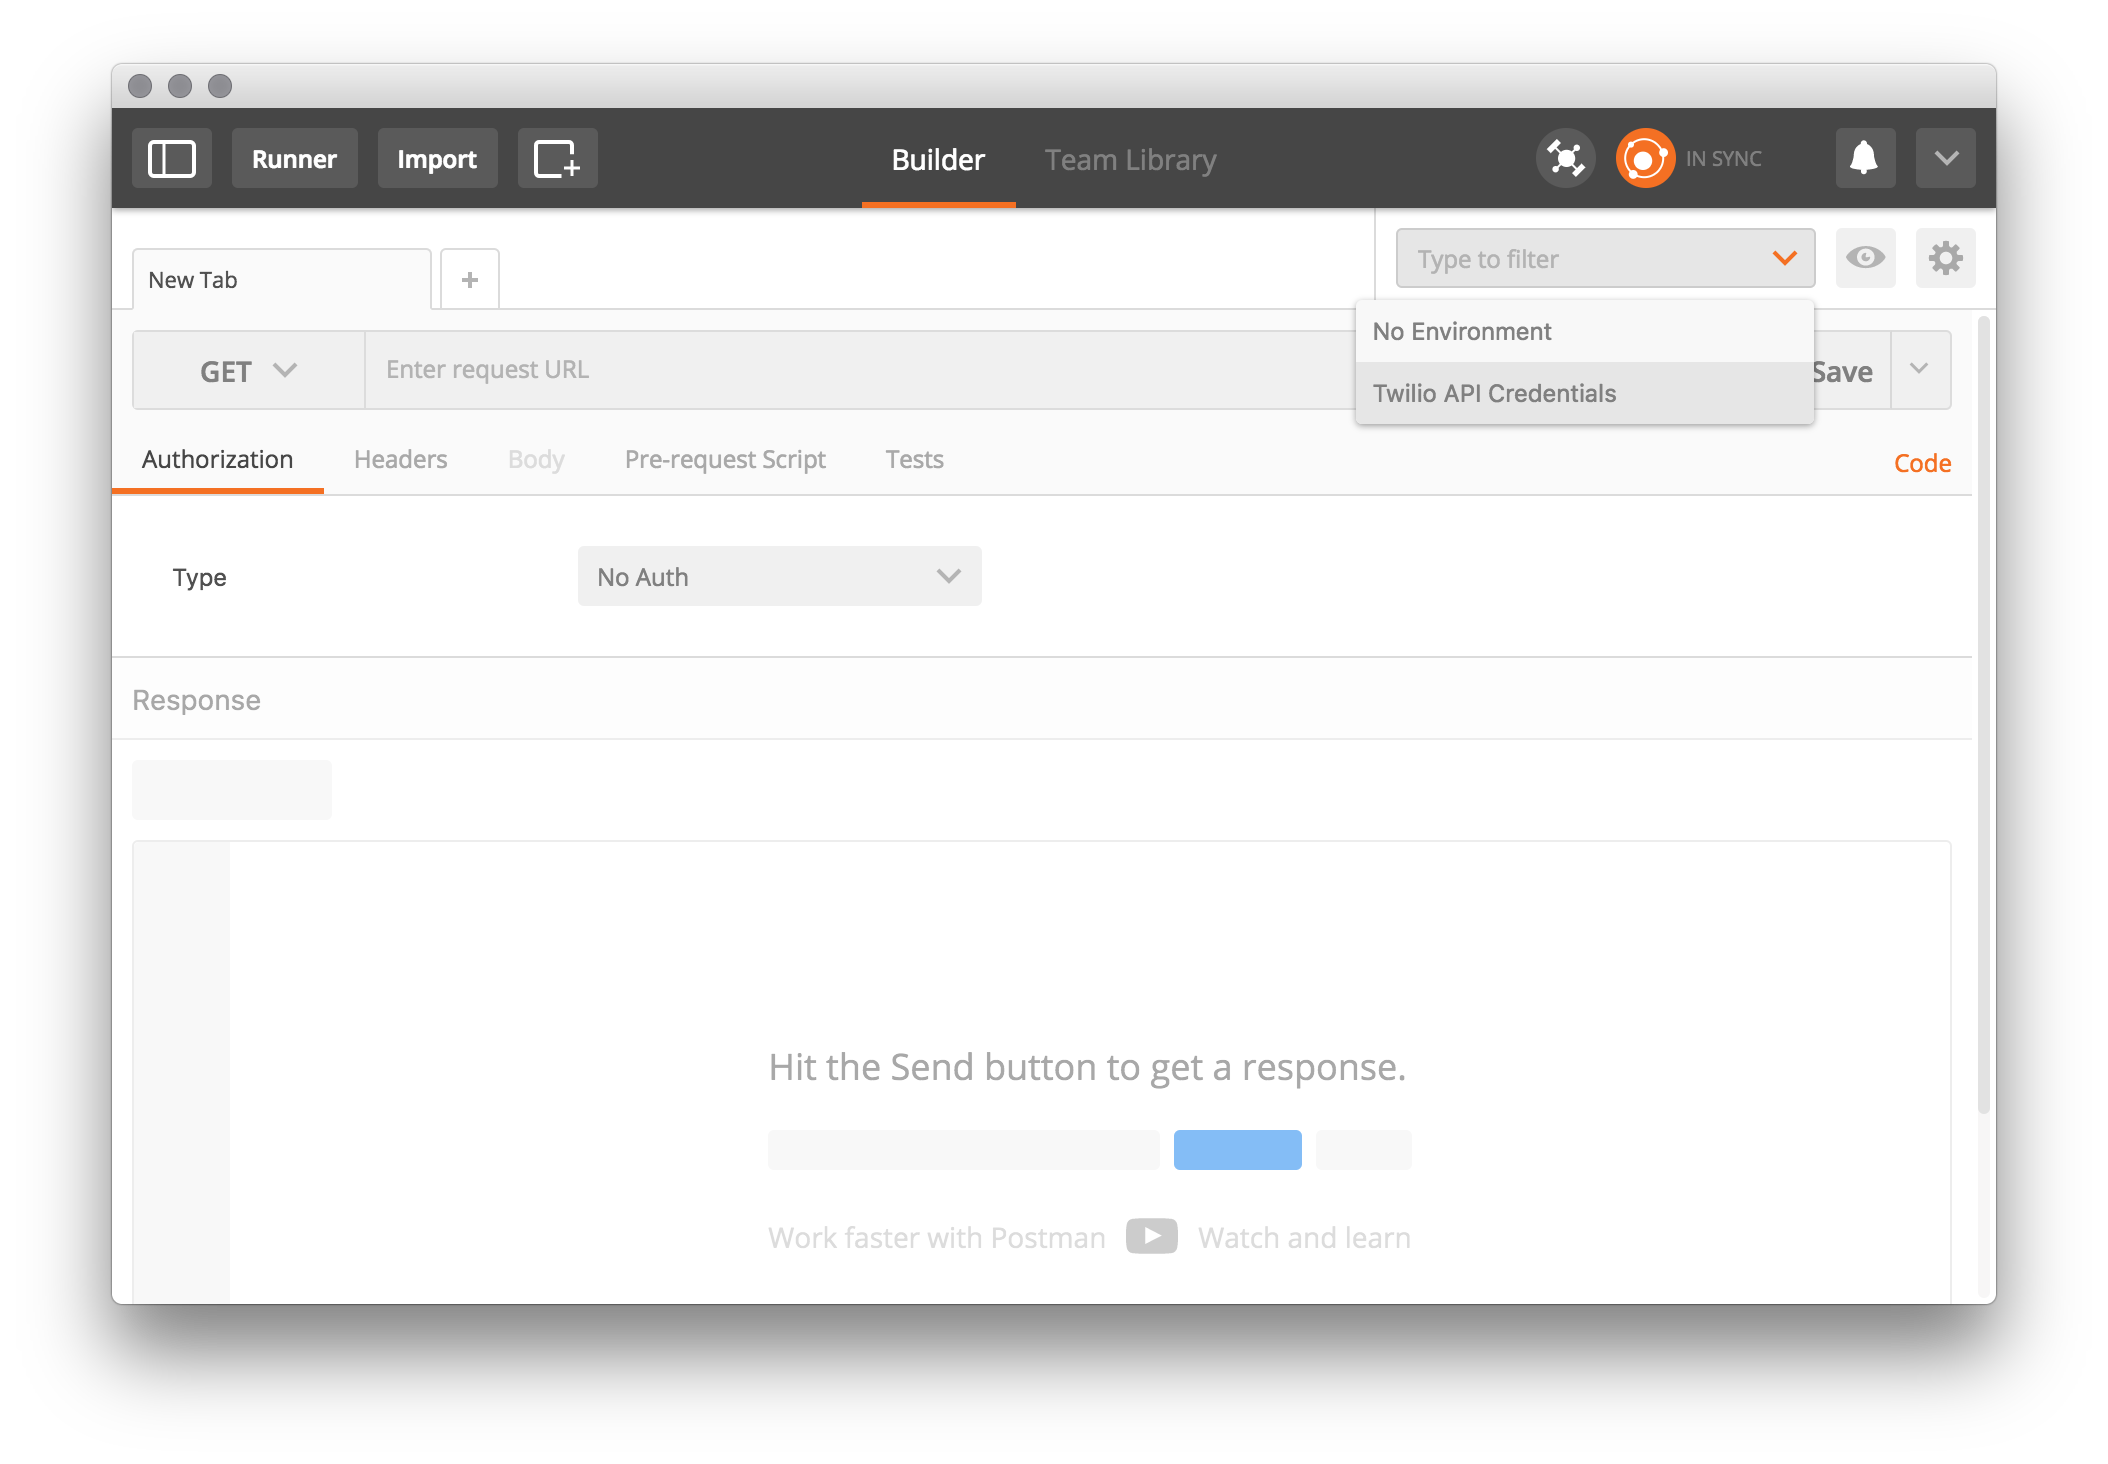 Runner Import Builder Team Library IN SYNC
New Tab + Type to filter
No Environment
GET Enter request URL Save
Twilio API Credentials
Authorization Headers Body Pre-request Script Tests Code
Type No Auth
Response
Hit the Send button to get a response.
Work faster with Postman Watch and learn